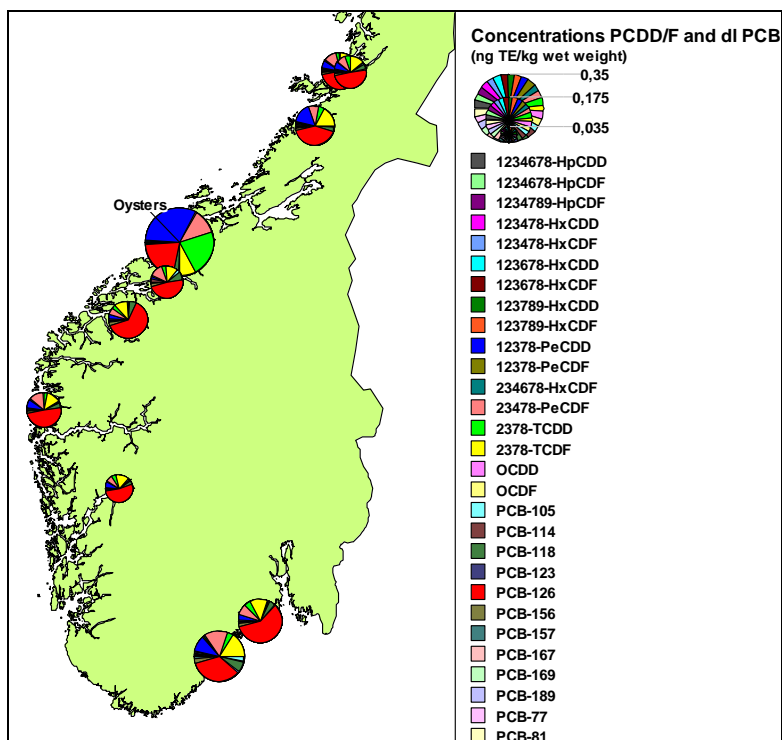 Concentrations PCDD/F and dl PCB
(ng TE/kg wet weight)
0,35
0,175
0,035
1234678-HpCDD
1234678-HpCDF
1234789-HpCDF
123478-HxCDD
123478-HxCDF
123678-HxCDD
123678-HxCDF
123789-HxCDD
123789-HxCDF
12378-PeCDD
12378-PeCDF
234678-HxCDF
23478-PeCDF
2378-TCDD
2378-TCDF
OCDD
OCDF
PCB-105
PCB-114
PCB-118
PCB-123
PCB-126
PCB-156
PCB-157
PCB-167
PCB-169
PCB-189
PCB-77
PCB-81
Oysters